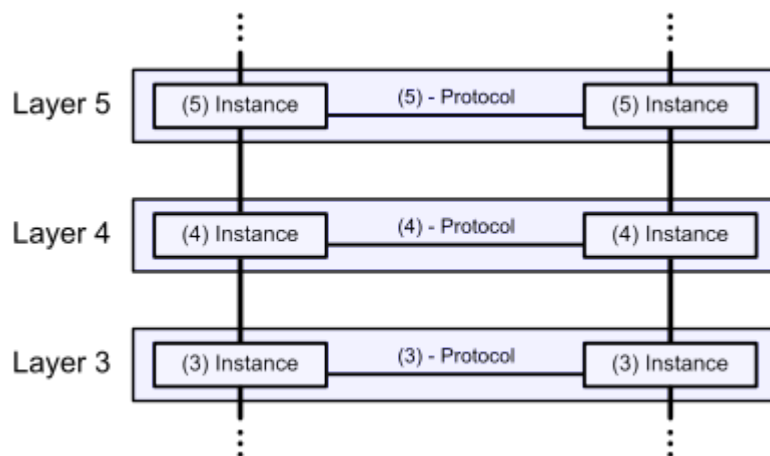 Layer 5
(5) Instance
(5) - Protocol
(5) Instance
Layer 4
(4) Instance
(4) - Protocol
(4) Instance
Layer 3
(3) Instance
(3) - Protocol
(3) Instance